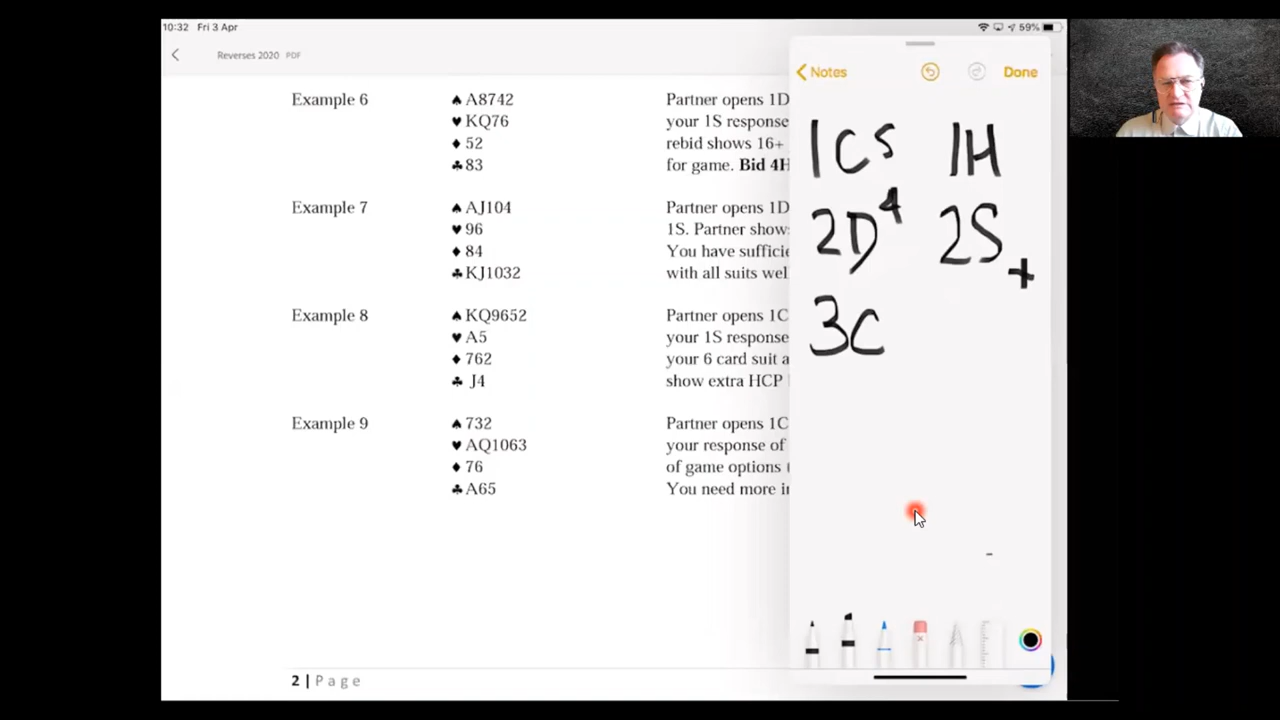 10:32 Fri 3 Apr 59%
Reverses 2020 PDF
Notes Done
Example 6 ♠ A8742 Partner opens 1D
♥ KQ76 your 1S response
♦ 52 rebid shows 16+
♣ 83 for game. Bid 4H
Example 7 ♠ AJ104 Partner opens 1D
♥ 96 1S. Partner show
♦ 84 You have suffici
♣ KJ1032 with all suits wel
Example 8 ♠ KQ9652 Partner opens 1C
♥ A5 your 1S response
♦ 762 your 6 card suit a
♣ J4 show extra HCP
Example 9 ♠ 732 Partner opens 1C
♥ AQ1063 your response of
♦ 76 of game options
♣ A65 You need more in
1C5 1H
2D4 2S+
3C
2 | Page